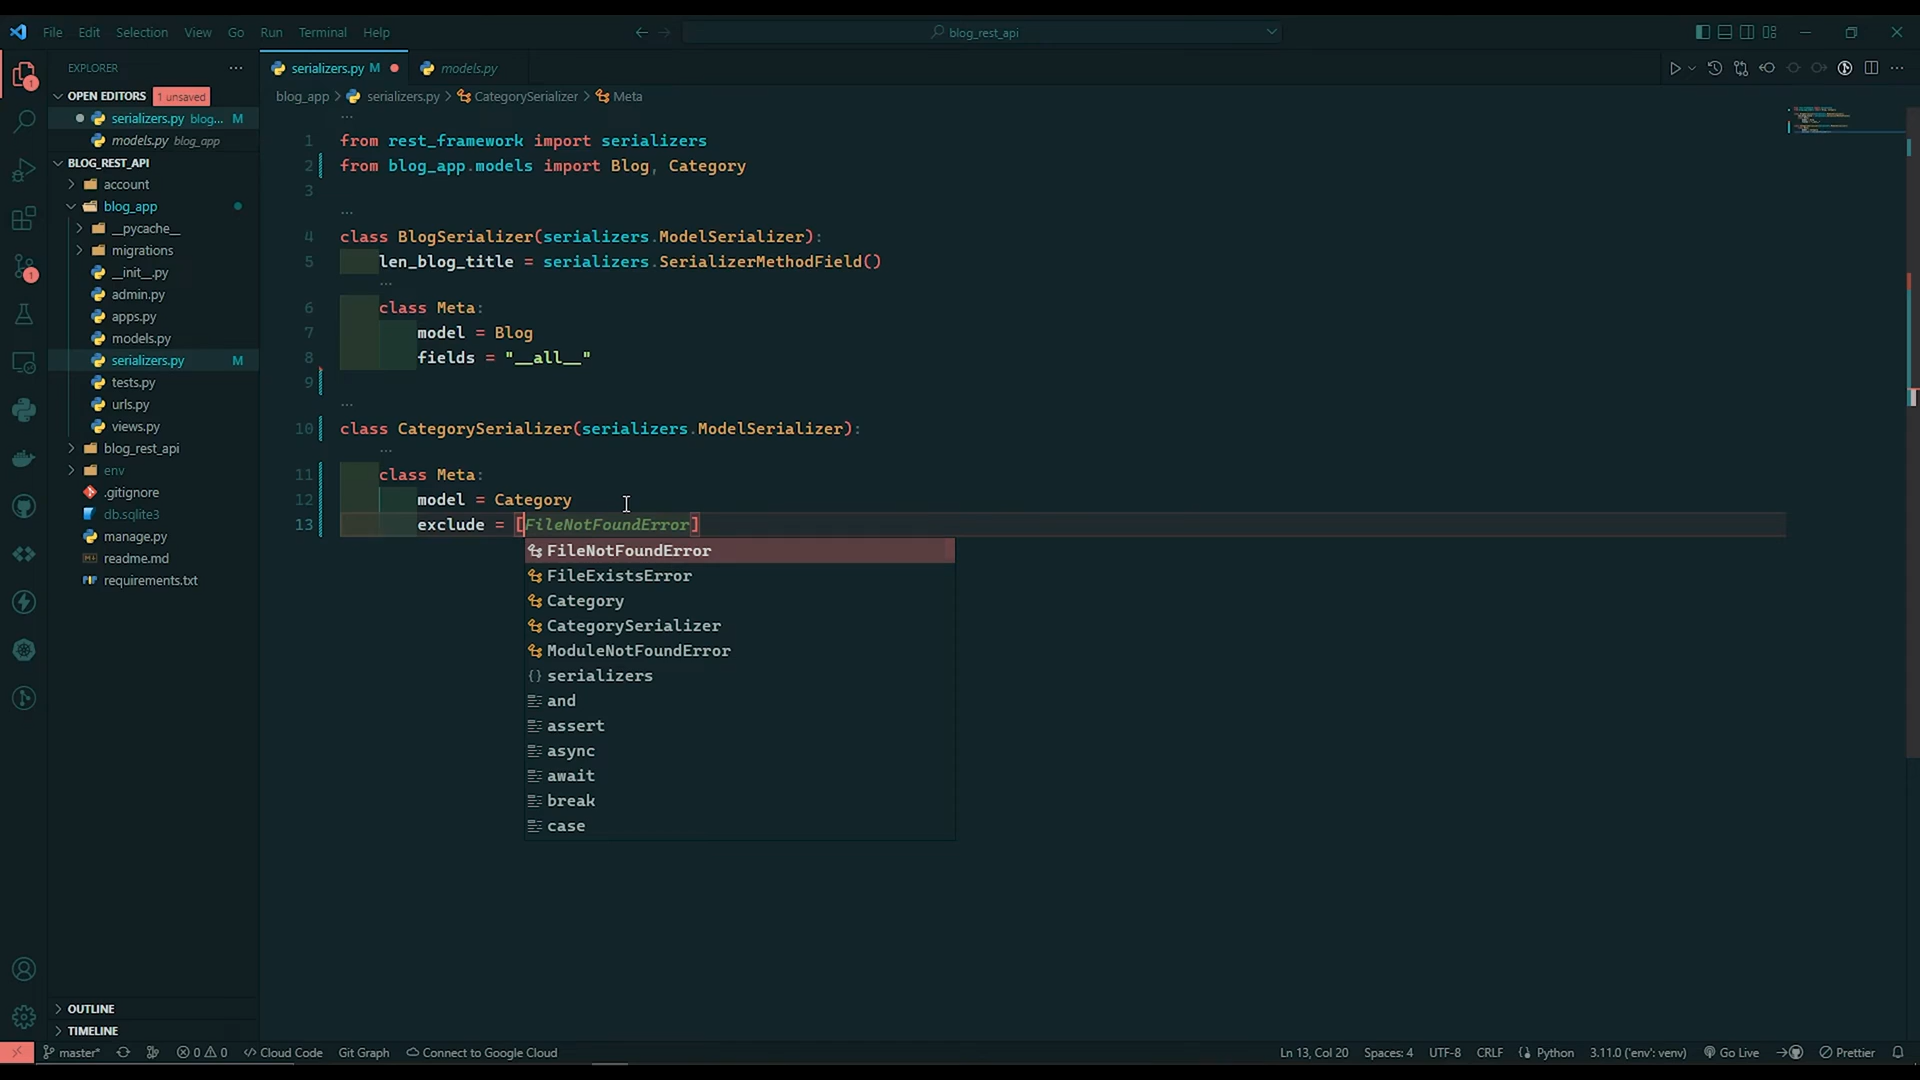 File Edit Selection View Go Run Terminal Help
blog_rest_api
EXPLORER
serializers.py M
models.py
OPEN EDITORS 1 unsaved
blog_app > serializers.py > CategorySerializer > Meta
serializers.py blog... M
models.py blog_app
BLOG_REST_API
account
blog_app
__pycache__
migrations
__init__.py
admin.py
apps.py
models.py
serializers.py M
tests.py
urls.py
views.py
blog_rest_api
env
.gitignore
db.sqlite3
manage.py
readme.md
requirements.txt
OUTLINE
TIMELINE
1
1
...
1 from rest_framework import serializers
2 from blog_app.models import Blog, Category
3
...
4 class BlogSerializer(serializers.ModelSerializer):
5 len_blog_title = serializers.SerializerMethodField()
...
6 class Meta:
7 model = Blog
8 fields = "__all__"
9
...
10 class CategorySerializer(serializers.ModelSerializer):
...
11 class Meta:
12 model = Category
13 exclude = [FileNotFoundError]
FileNotFoundError
FileExistsError
Category
CategorySerializer
ModuleNotFoundError
{} serializers
and
assert
async
await
break
case
master* 0 0 Cloud Code Git Graph Connect to Google Cloud Ln 13, Col 20 Spaces: 4 UTF-8 CRLF Python 3.11.0 ('env': venv) Go Live Prettier